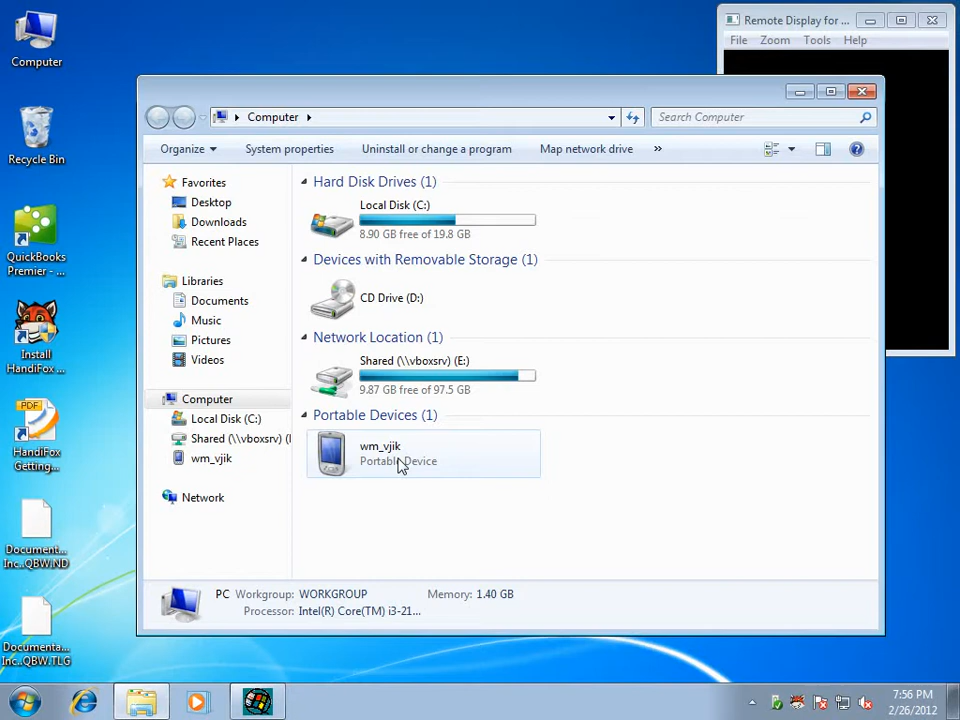 Computer
Recycle Bin
QuickBooks
Premier - ...
Install
HandiFox ...
PDF
HandiFox
Getting...
Document...
Inc..QBW.ND
Documenta...
Inc..QBW.TLG
Remote Display for ...
File Zoom Tools Help
Computer
Search Computer
Organize System properties Uninstall or change a program Map network drive »
Favorites
Desktop
Downloads
Recent Places
Libraries
Documents
Music
Pictures
Videos
Computer
Local Disk (C:)
Shared (\\vboxsrv) (
wm_vjik
Network
Hard Disk Drives (1)
Local Disk (C:)
8.90 GB free of 19.8 GB
Devices with Removable Storage (1)
CD Drive (D:)
Network Location (1)
Shared (\\vboxsrv) (E:)
9.87 GB free of 97.5 GB
Portable Devices (1)
wm_vjik
Portable Device
PC Workgroup: WORKGROUP Memory: 1.40 GB
Processor: Intel(R) Core(TM) i3-21...
7:56 PM
2/26/2012